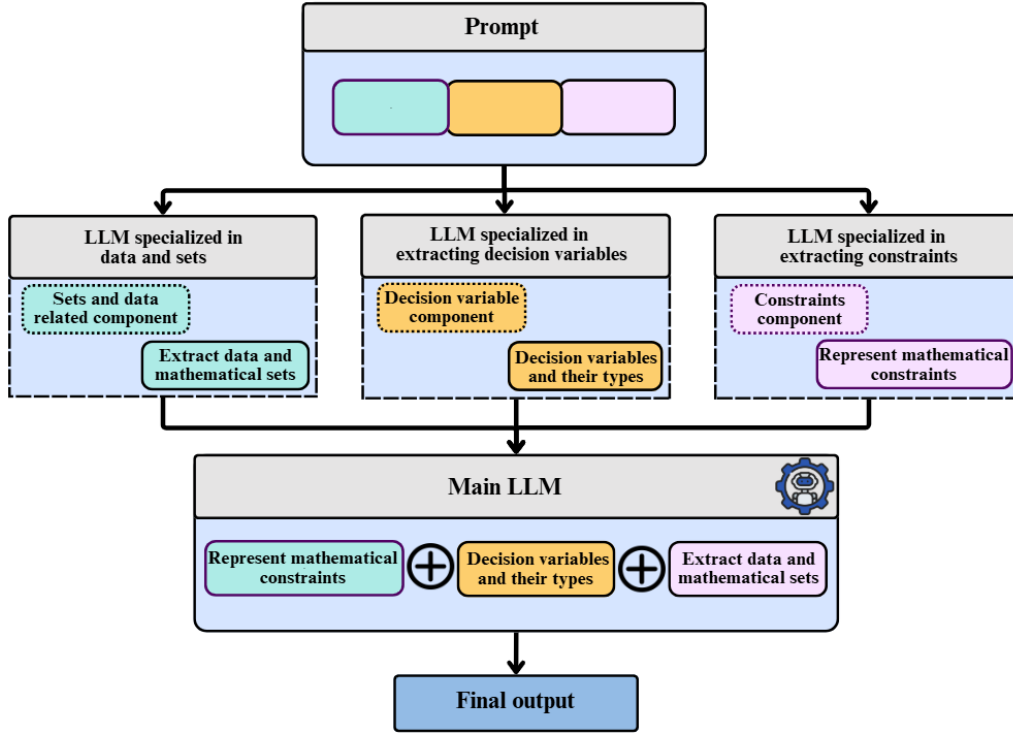 Prompt
LLM specialized in
data and sets
Sets and data
related component
Extract data and
mathematical sets
LLM specialized in
extracting decision variables
Decision variable
component
Decision variables
and their types
LLM specialized in
extracting constraints
Constraints
component
Represent mathematical
constraints
Main LLM
Represent mathematical
constraints
Decision variables
and their types
Extract data and
mathematical sets
Final output